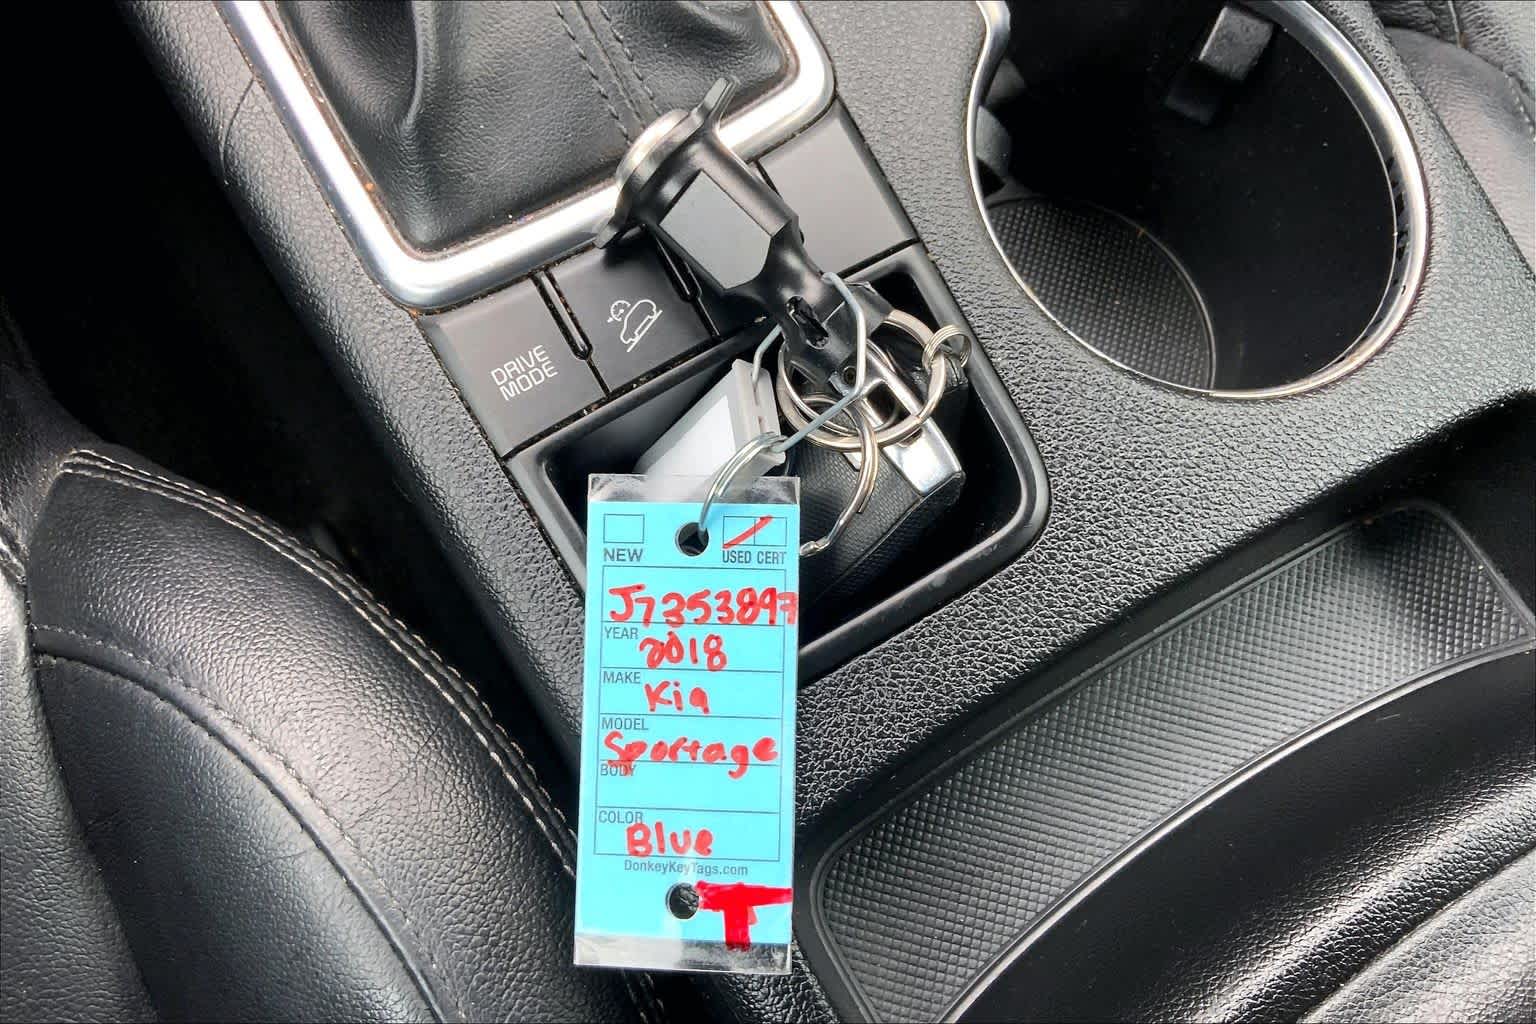 DRIVE
MODE
NEW
USED CERT
J7353897
YEAR 2018
MAKE Kia
MODEL Sportage
BODY
COLOR Blue
DonkeyKeyTags.com
T